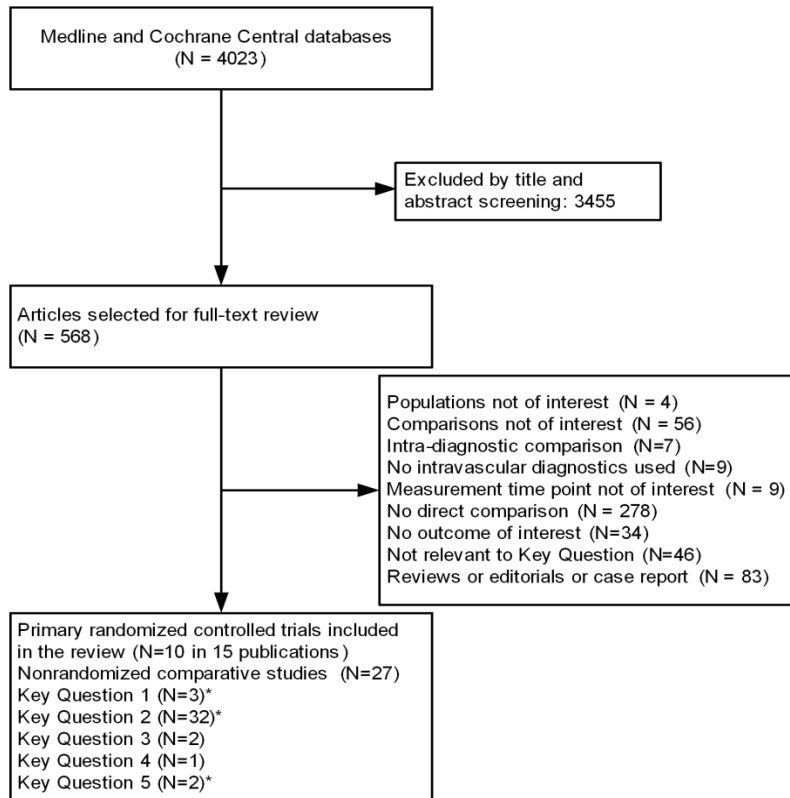 Medline and Cochrane Central databases
(N = 4023)
Excluded by title and
abstract screening: 3455
Articles selected for full-text review
(N = 568)
Populations not of interest (N = 4)
Comparisons not of interest (N = 56)
Intra-diagnostic comparison (N=7)
No intravascular diagnostics used (N=9)
Measurement time point not of interest (N = 9)
No direct comparison (N = 278)
No outcome of interest (N=34)
Not relevant to Key Question (N=46)
Reviews or editorials or case report (N = 83)
Primary randomized controlled trials included
in the review (N=10 in 15 publications)
Nonrandomized comparative studies (N=27)
Key Question 1 (N=3)*
Key Question 2 (N=32)*
Key Question 3 (N=2)
Key Question 4 (N=1)
Key Question 5 (N=2)*